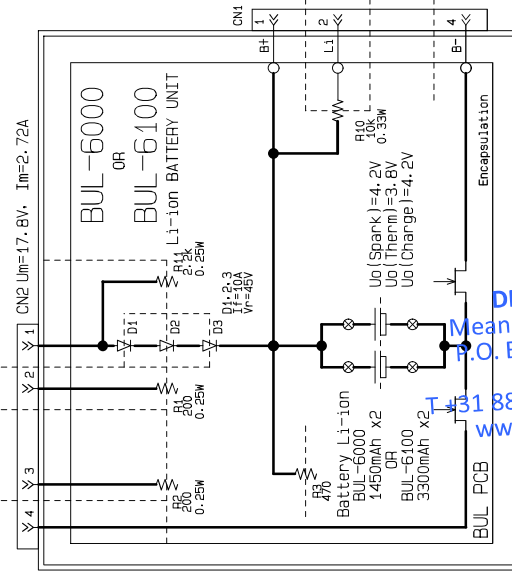 CN1
1
2
4
B+
Li
B-
CN2 Um=17.8V, Im=2.72A
1
2
3
4
BUL-6000
OR
BUL-6100
Li-ion BATTERY UNIT
R11
2.2k
0.25W
D1
D2
D3
D1,2,3
If=10A
Vr=45V
R1
200
0.25W
R2
200
0.25W
R3
470
R10
10k
0.33W
Uo(Spark)=4.2V
Uo(Therm)=3.8V
Uo(Charge)=4.2V
Encapsulation
Battery Li-ion
BUL-6000
1450mAh x2
OR
BUL-6100
3300mAh x2
BUL PCB
Mean
P.O.
T +31 88